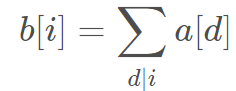 b[i] = ∑ a[d]
d|i